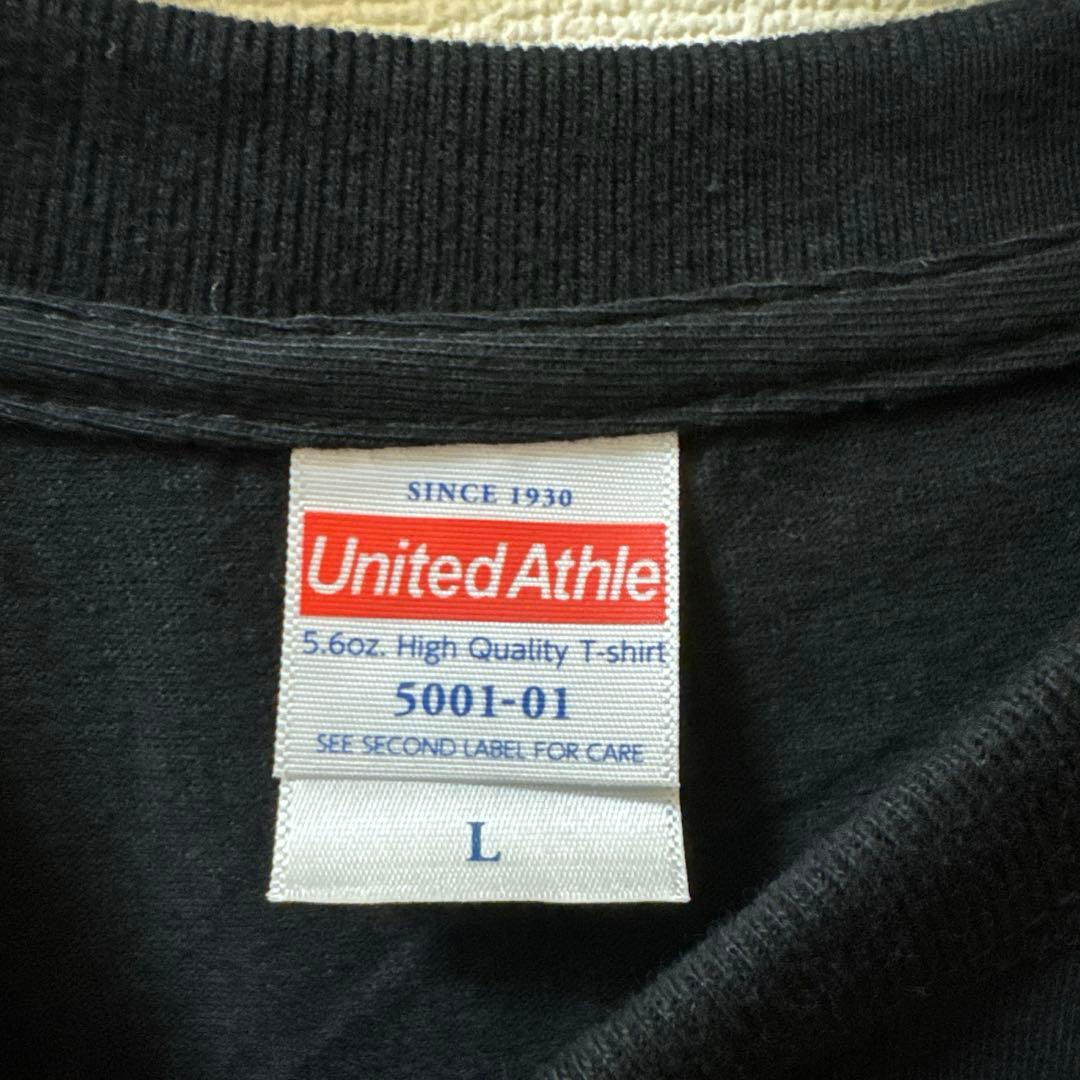 SINCE 1930
United Athle
5.6oz. High Quality T-shirt
5001-01
SEE SECOND LABEL FOR CARE
L